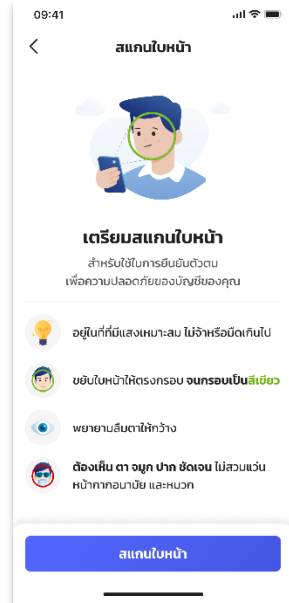 09:41
สแกนใบหน้า
เตรียมสแกนใบหน้า
สำหรับใช้ในการยืนยันตัวตน
เพื่อความปลอดภัยของบัญชีของคุณ
อยู่ในที่ที่มีแสงเหมาะสม ไม่จ้าหรือมืดเกินไป
ขยับใบหน้าให้ตรงกรอบ จนกรอบเป็นสีเขียว
พยายามลืมตาให้กว้าง
ต้องเห็น ตา จมูก ปาก ชัดเจน ไม่สวมแว่น
หน้ากากอนามัย และหมวก
สแกนใบหน้า